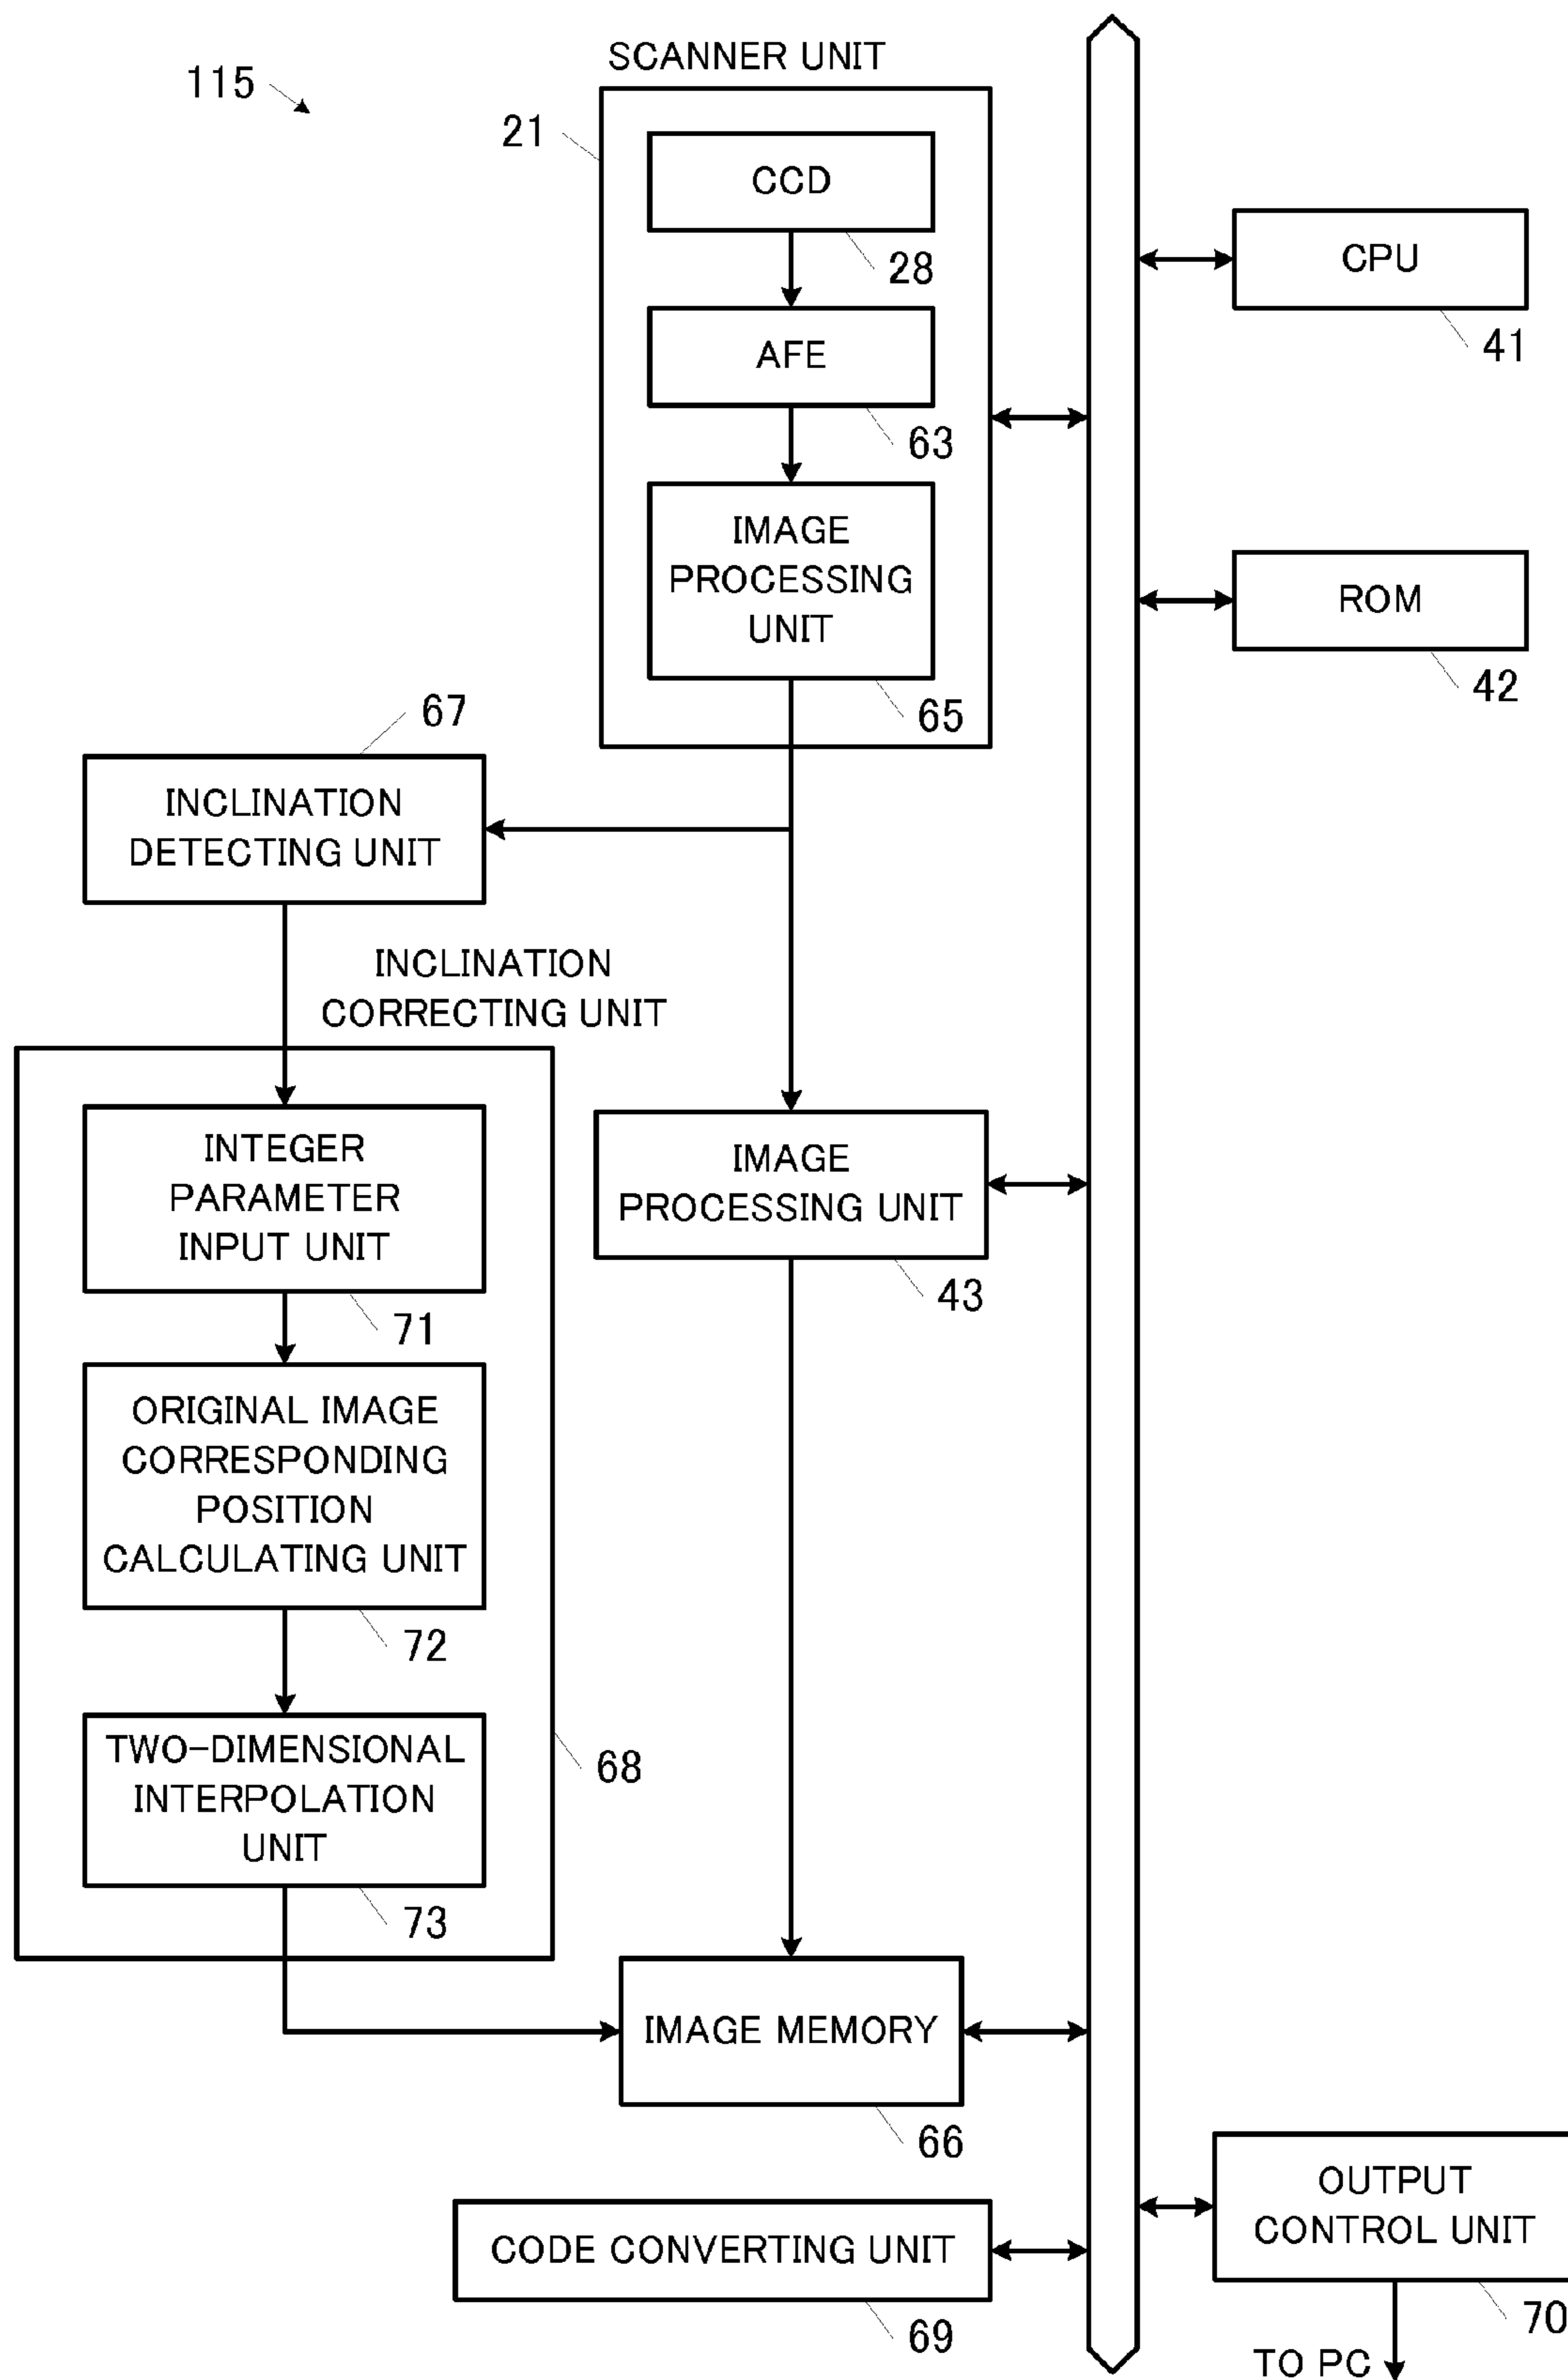 115
SCANNER UNIT
21
CCD
28
CPU
41
AFE
63
IMAGE
PROCESSING
UNIT
65
ROM
42
67
INCLINATION
DETECTING UNIT
INCLINATION
CORRECTING UNIT
INTEGER
PARAMETER
INPUT UNIT
71
IMAGE
PROCESSING UNIT
43
ORIGINAL IMAGE
CORRESPONDING
POSITION
CALCULATING UNIT
72
TWO-DIMENSIONAL
INTERPOLATION
UNIT
73
68
IMAGE MEMORY
66
CODE CONVERTING UNIT
69
OUTPUT
CONTROL UNIT
70
TO PC